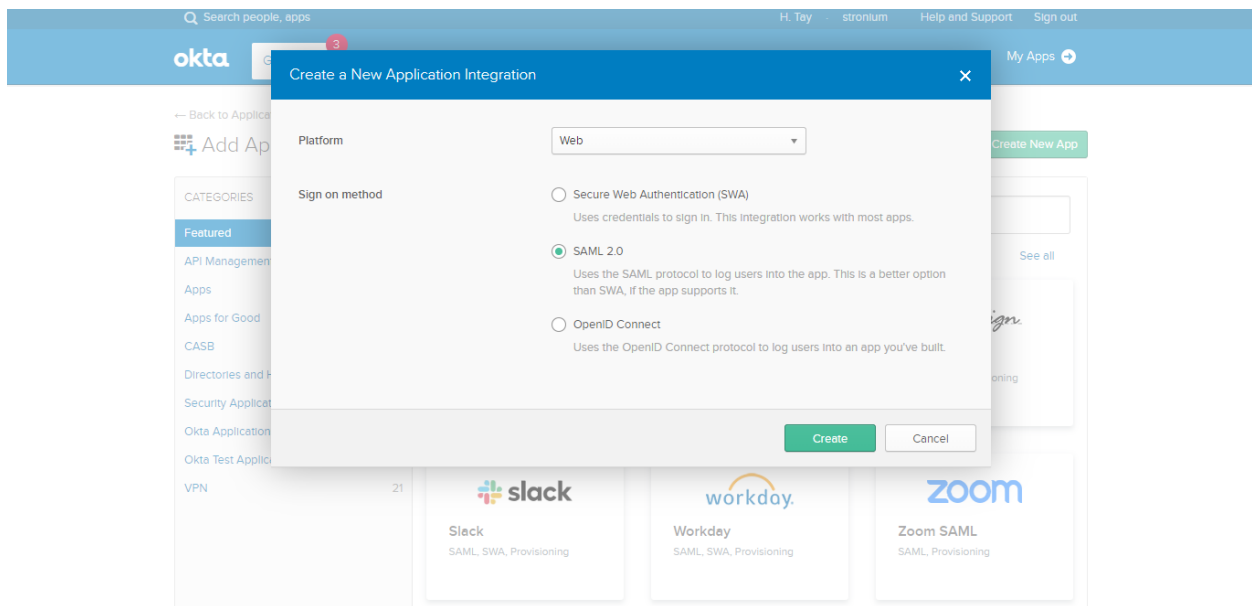 Search people, apps
H. Tay
stronium
Help and Support
Sign out
okta
G
3
My Apps
← Back to Applica
Add Ap
Create New App
Create a New Application Integration
Platform
Web
Sign on method
Secure Web Authentication (SWA)
Uses credentials to sign in. This integration works with most apps.
SAML 2.0
Uses the SAML protocol to log users into the app. This is a better option
than SWA, if the app supports it.
OpenID Connect
Uses the OpenID Connect protocol to log users into an app you've built.
Create
Cancel
CATEGORIES
Featured
API Managemen
Apps
Apps for Good
CASB
Directories and H
Security Applicat
Okta Application
Okta Test Applic
VPN
21
See all
ign.
oning
slack
Slack
SAML, SWA, Provisioning
workday.
Workday
SAML, SWA, Provisioning
zoom
Zoom SAML
SAML, Provisioning